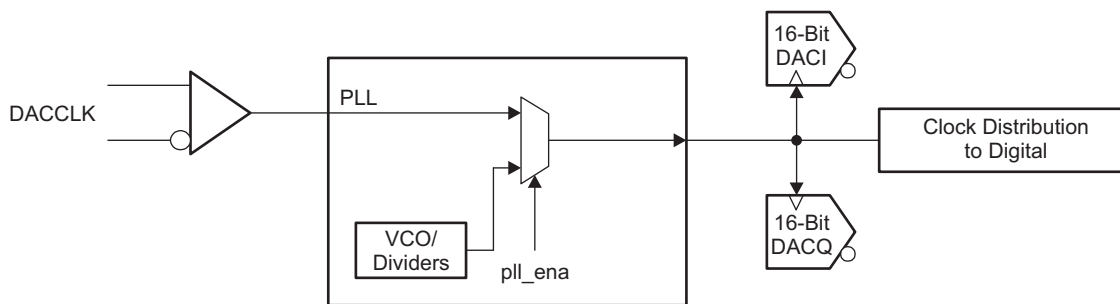 16-Bit
DACI
PLL
DACCLK
Clock Distribution
to Digital
VCO/
Dividers
pll_ena
16-Bit
DACQ